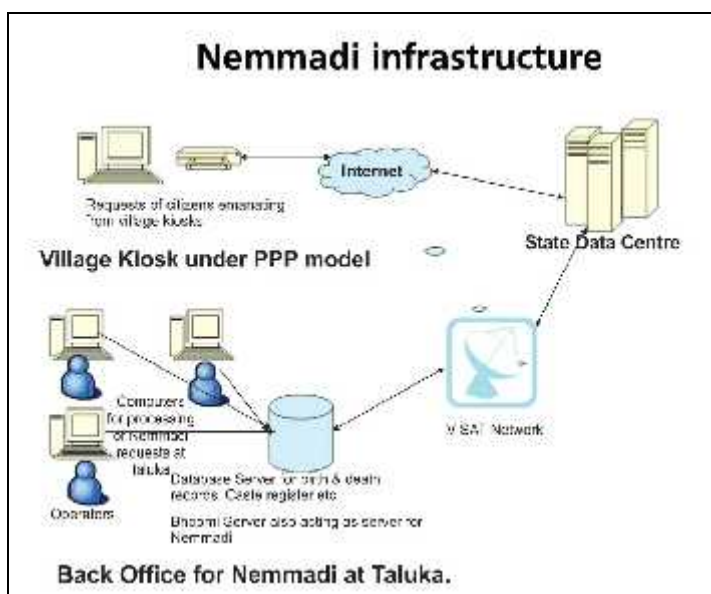 Nemmadi infrastructure
Internet
Requests of citizens emanating
from village kiosks
State Data Centre
Village Kiosk under PPP model
Computers
for processing
of Nemmadi
requests at
taluka
Operators
VSAT Network
Database Server for birth & death
records, Caste register etc
Bhoomi Server also acting as server for
Nemmadi
Back Office for Nemmadi at Taluka.